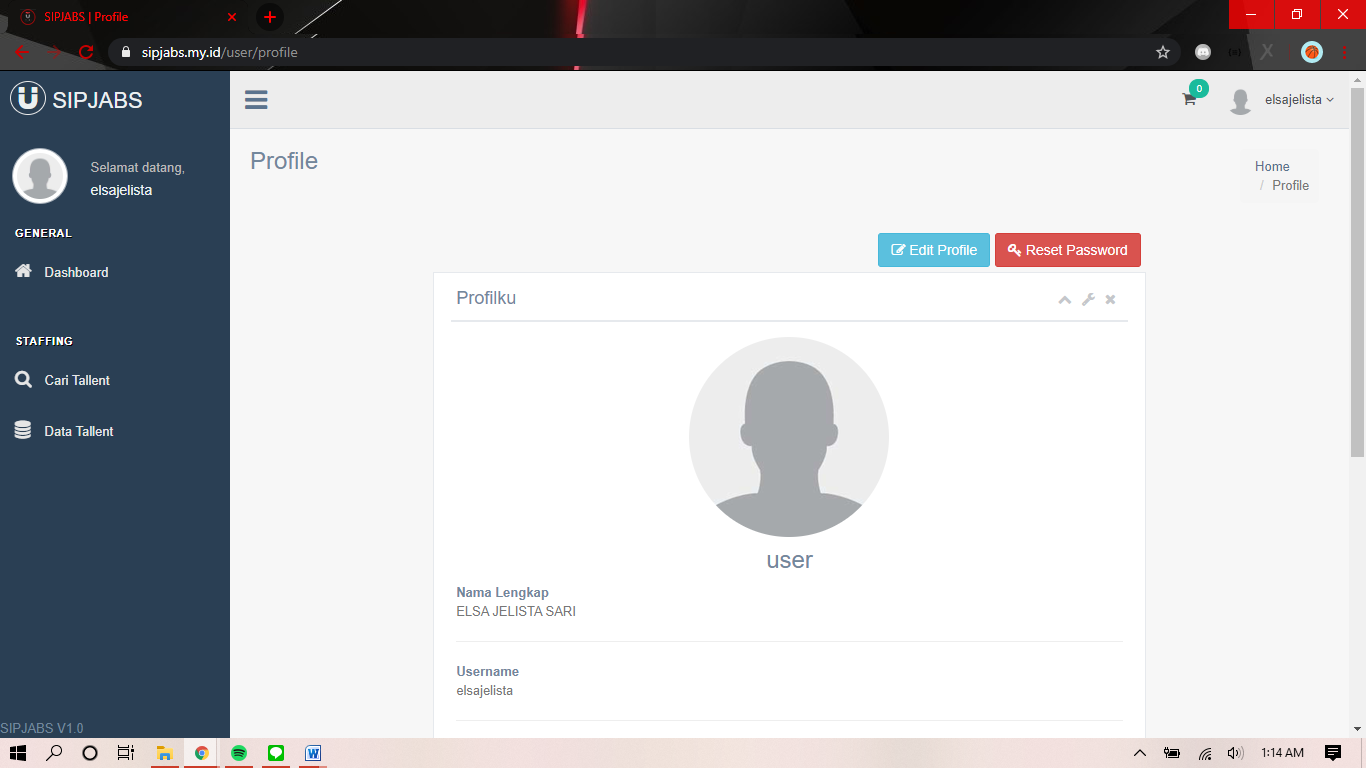 SIPJABS | Profile
sipjabs.my.id/user/profile
SIPJABS
0
elsajelista
Selamat datang,
elsajelista
GENERAL
Dashboard
STAFFING
Cari Tallent
Data Tallent
SIPJABS V1.0
Profile
Home
/ Profile
Edit Profile
Reset Password
Profilku
user
Nama Lengkap
ELSA JELISTA SARI
Username
elsajelista
1:14 AM